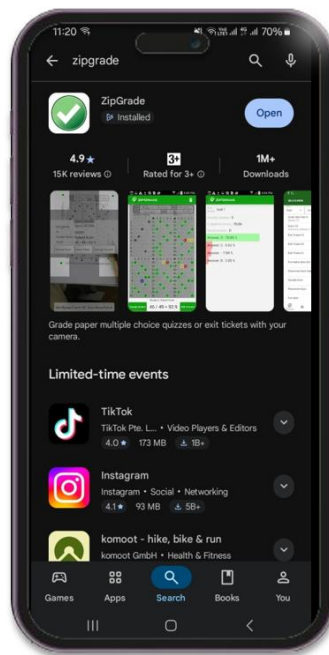 11:20
70%
zipgrade
ZipGrade
Installed
Open
4.9★
15K reviews
3+
Rated for 3+
1M+
Downloads
Grade paper multiple choice quizzes or exit tickets with your
camera.
Limited-time events
TikTok
TikTok Pte. L... • Video Players & Editors
4.0★ 173 MB 1B+
Instagram
Instagram • Social • Networking
4.1★ 93 MB 5B+
komoot - hike, bike & run
komoot GmbH • Health & Fitness
Games Apps Search Books You